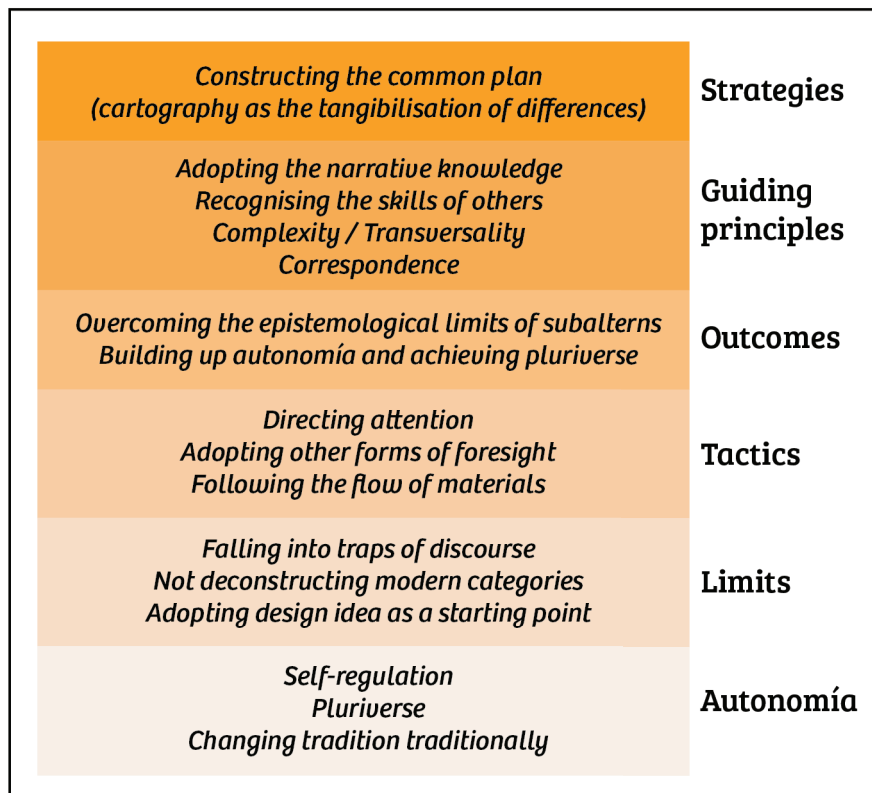 Constructing the common plan
(cartography as the tangibilisation of differences)
Strategies
Adopting the narrative knowledge
Recognising the skills of others
Complexity / Transversality
Correspondence
Guiding
principles
Overcoming the epistemological limits of subalterns
Building up autonomía and achieving pluriverse
Outcomes
Directing attention
Adopting other forms of foresight
Following the flow of materials
Tactics
Falling into traps of discourse
Not deconstructing modern categories
Adopting design idea as a starting point
Limits
Self-regulation
Pluriverse
Changing tradition traditionally
Autonomía